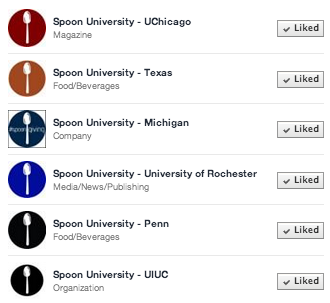 Spoon University - UChicago
Magazine
Liked
Spoon University - Texas
Food/Beverages
Liked
#spoongiving
Spoon University - Michigan
Company
Liked
Spoon University - University of Rochester
Media/News/Publishing
Liked
Spoon University - Penn
Food/Beverages
Liked
Spoon University - UIUC
Organization
Liked